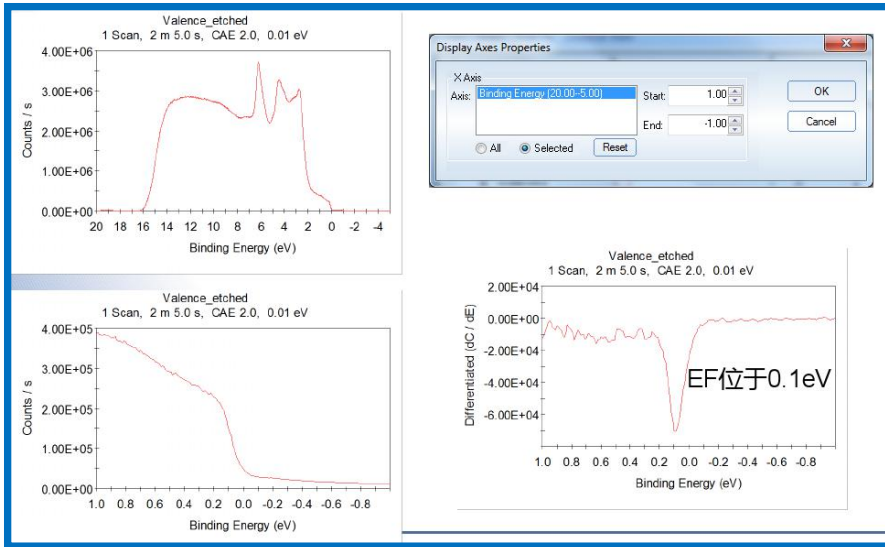 Valence_etched
1 Scan, 2 m 5.0 s, CAE 2.0, 0.01 eV
4.00E+06
3.00E+06
2.00E+06
1.00E+06
0.00E+00
Counts / s
20 18 16 14 12 10 8 6 4 2 0 -2 -4
Binding Energy (eV)
Display Axes Properties
X Axis
Axis: Binding Energy (20.00--5.00) Start: 1.00 OK
End: -1.00 Cancel
All Selected Reset
Valence_etched
1 Scan, 2 m 5.0 s, CAE 2.0, 0.01 eV
4.00E+05
3.00E+05
2.00E+05
1.00E+05
0.00E+00
Counts / s
1.0 0.8 0.6 0.4 0.2 0.0 -0.2 -0.4 -0.6 -0.8
Binding Energy (eV)
Valence_etched
1 Scan, 2 m 5.0 s, CAE 2.0, 0.01 eV
2.00E+04
0.00E+00
-2.00E+04
-4.00E+04
-6.00E+04
Differentiated (dC / dE)
EF位于0.1eV
1.0 0.8 0.6 0.4 0.2 0.0 -0.2 -0.4 -0.6 -0.8
Binding Energy (eV)